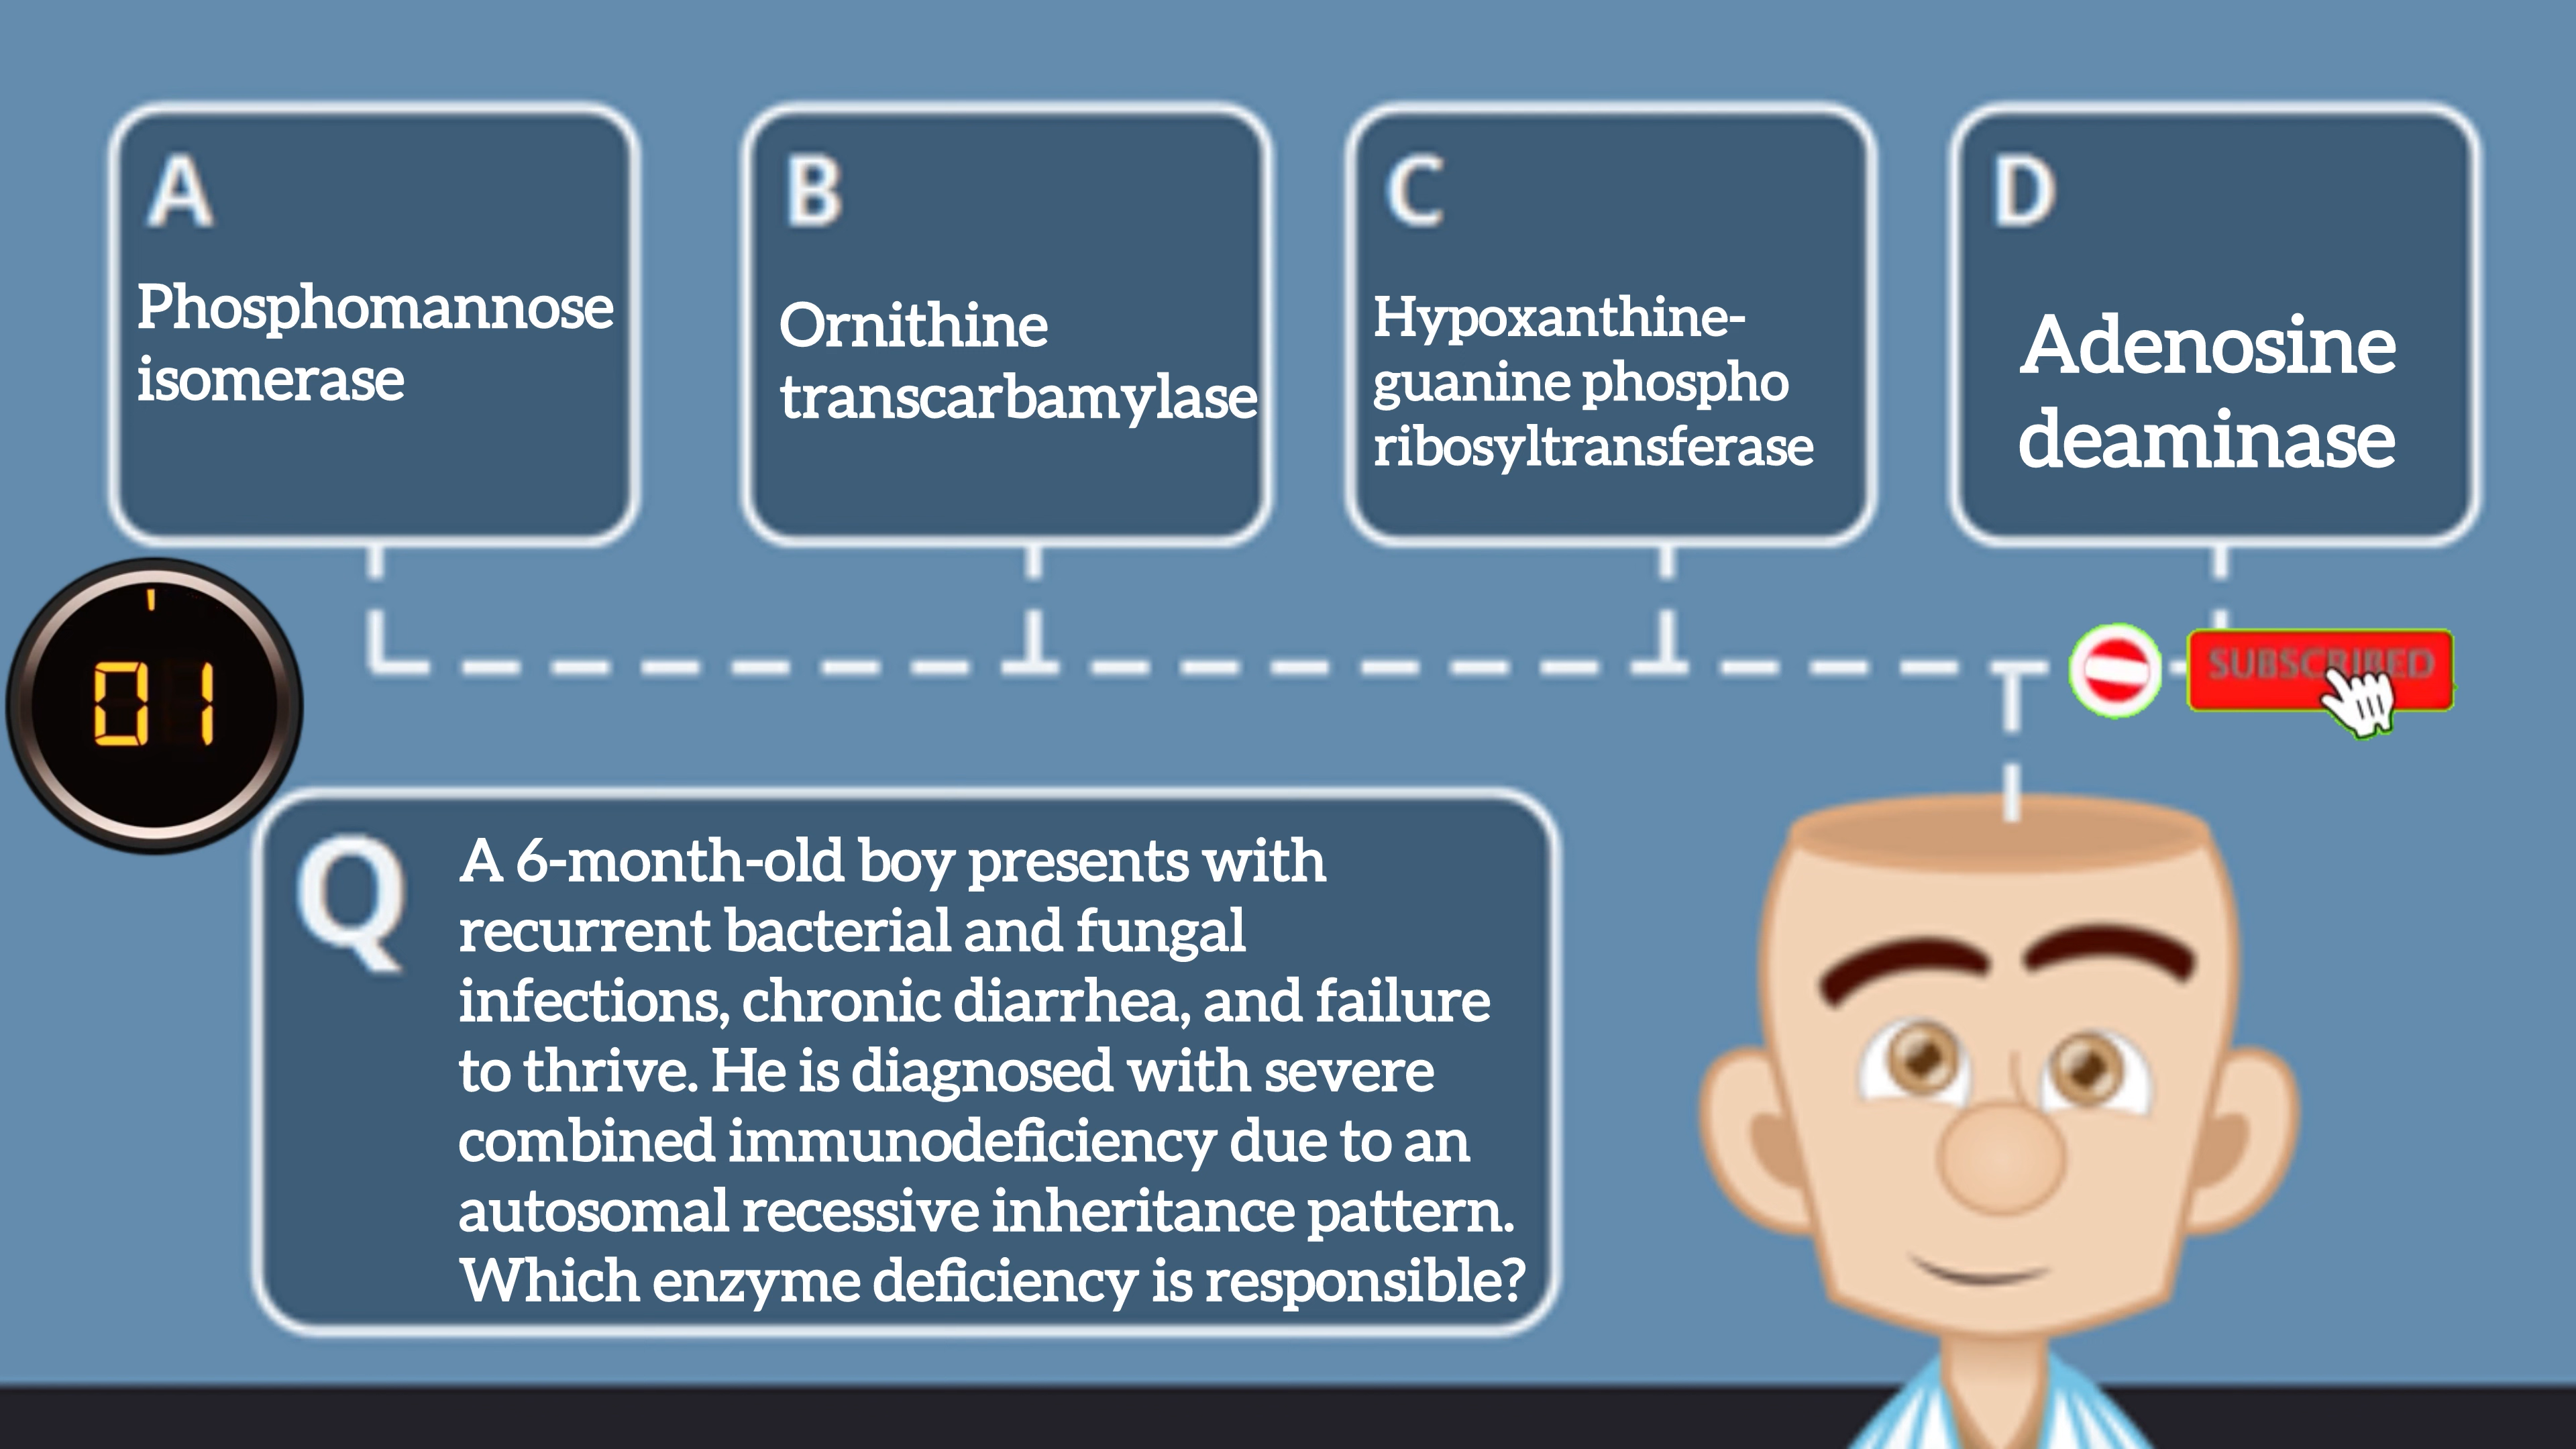 A
Phosphomannose
isomerase
B
Ornithine
transcarbamylase
C
Hypoxanthine-
guanine phospho
ribosyltransferase
D
Adenosine
deaminase
01
SUBSCRIBED
Q
A 6-month-old boy presents with
recurrent bacterial and fungal
infections, chronic diarrhea, and failure
to thrive. He is diagnosed with severe
combined immunodeficiency due to an
autosomal recessive inheritance pattern.
Which enzyme deficiency is responsible?